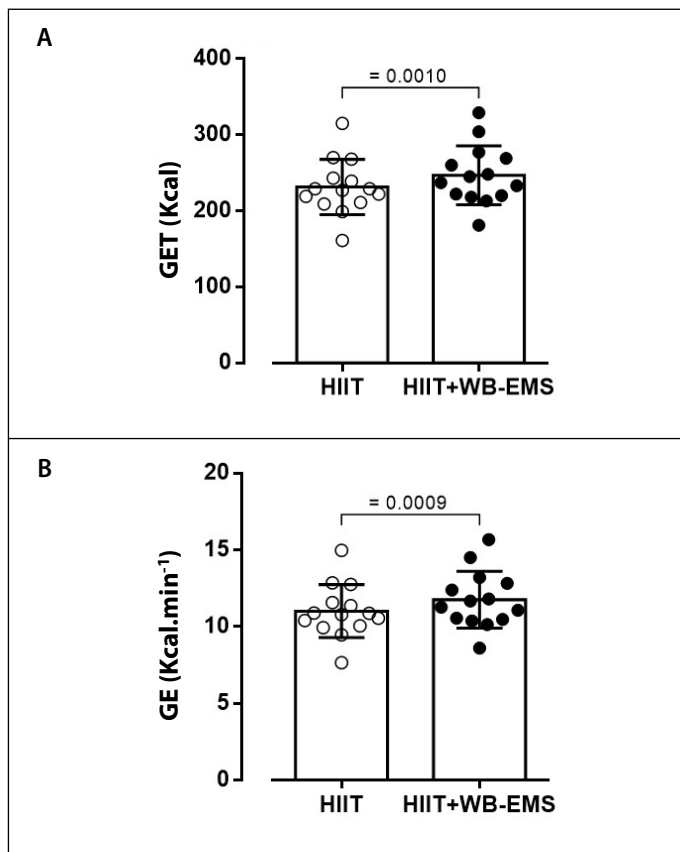 A
GET (Kcal)
400
300
200
100
0
= 0.0010
HIIT HIIT+WB-EMS
B
GE (Kcal.min⁻¹)
20
15
10
5
0
= 0.0009
HIIT HIIT+WB-EMS